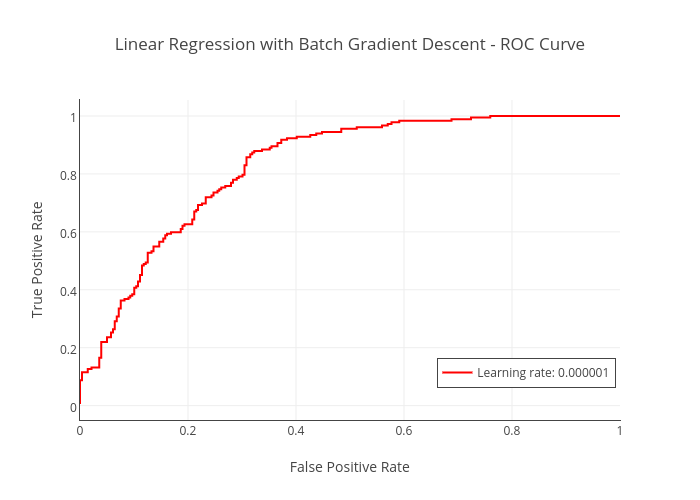 Linear Regression with Batch Gradient Descent - ROC Curve
1
0.8
0.6
0.4
0.2
0
True Positive Rate
Learning rate: 0.000001
0 0.2 0.4 0.6 0.8 1
False Positive Rate